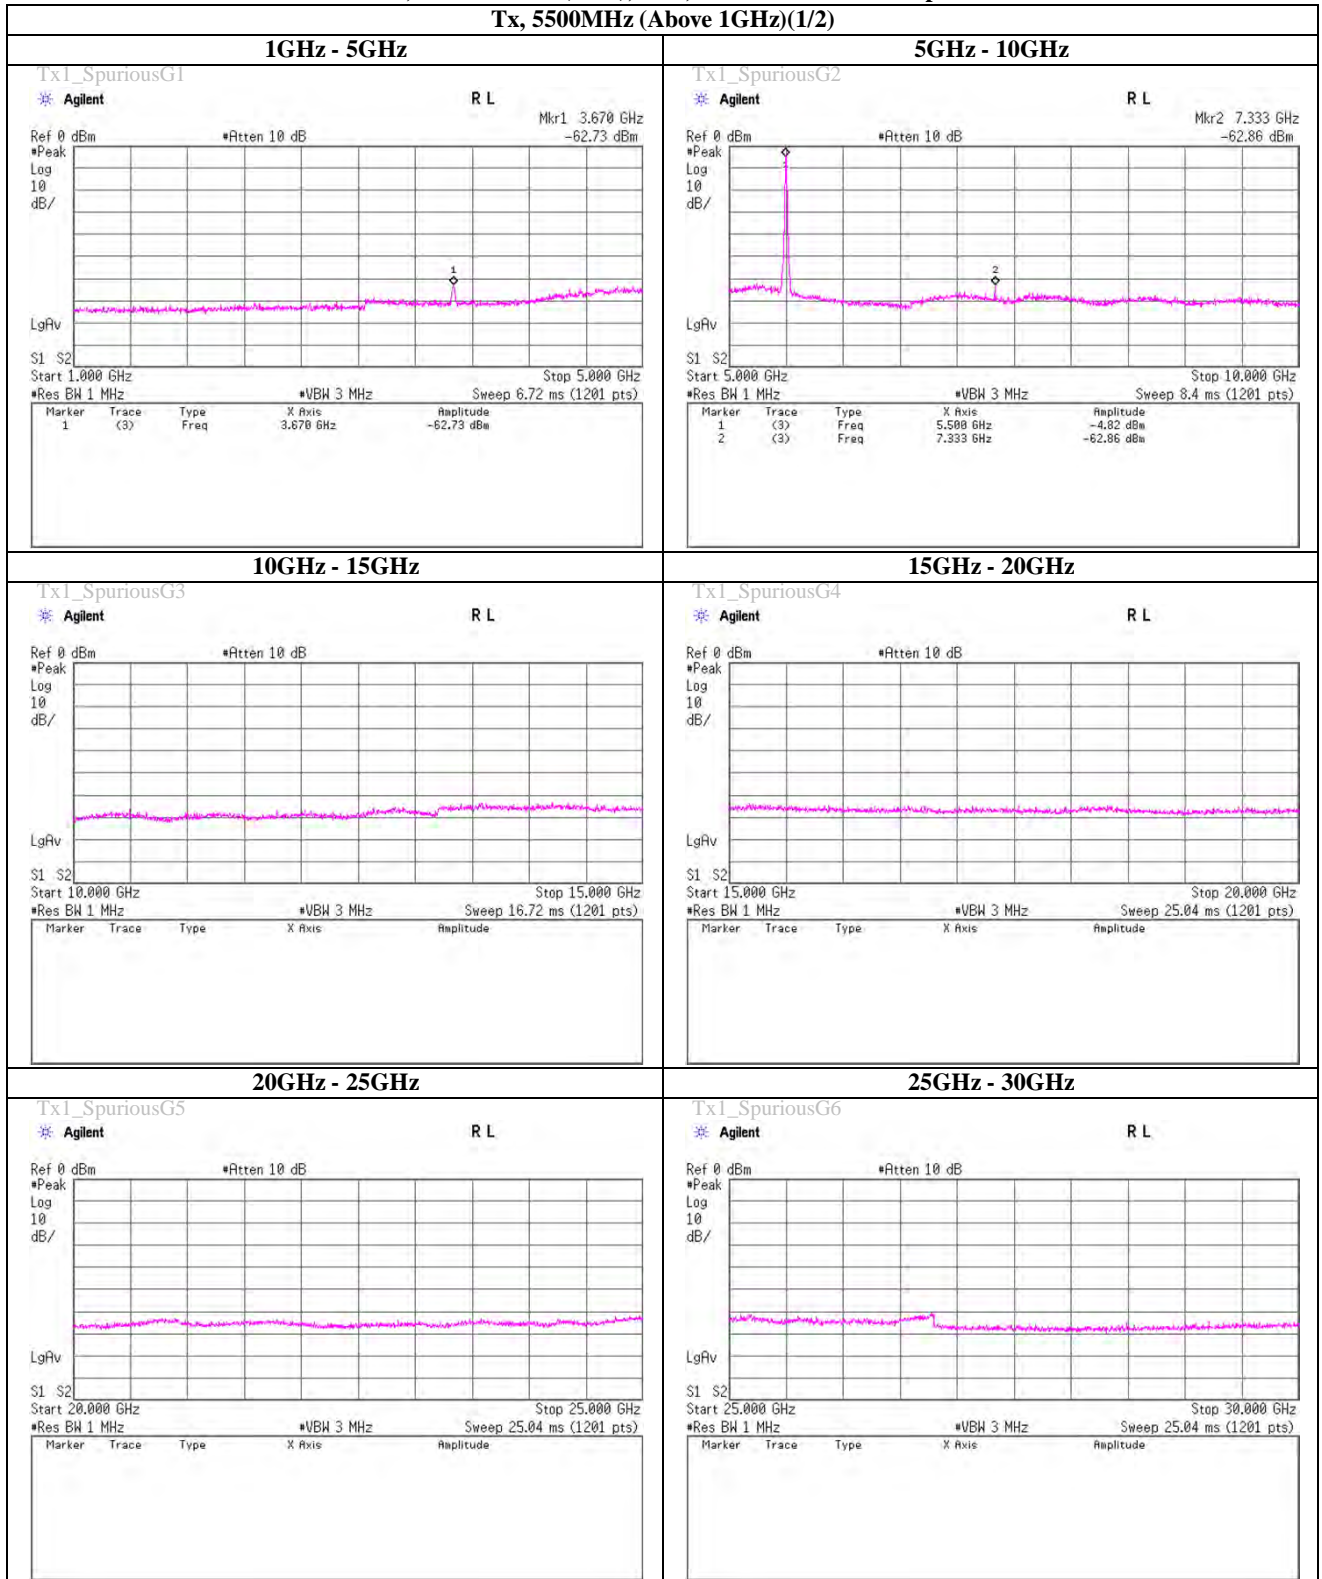 Tx, 5500MHz (Above 1GHz)(1/2)
1GHz - 5GHz
Tx1_SpuriousG1
Agilent
R L
Mkr1 3.670 GHz
Ref 0 dBm
#Atten 10 dB
-62.73 dBm
#Peak
Log
10
dB/
1
LgAv
S1 S2
Start 1.000 GHz
Stop 5.000 GHz
#Res BW 1 MHz
#VBW 3 MHz
Sweep 6.72 ms (1201 pts)
Marker Trace Type X Axis Amplitude
1 (3) Freq 3.670 GHz -62.73 dBm
5GHz - 10GHz
Tx1_SpuriousG2
Agilent
R L
Mkr2 7.333 GHz
Ref 0 dBm
#Atten 10 dB
-62.86 dBm
#Peak
Log
10
dB/
2
LgAv
S1 S2
Start 5.000 GHz
Stop 10.000 GHz
#Res BW 1 MHz
#VBW 3 MHz
Sweep 8.4 ms (1201 pts)
Marker Trace Type X Axis Amplitude
1 (3) Freq 5.500 GHz -4.82 dBm
2 (3) Freq 7.333 GHz -62.86 dBm
10GHz - 15GHz
Tx1_SpuriousG3
Agilent
R L
Ref 0 dBm
#Atten 10 dB
#Peak
Log
10
dB/
LgAv
S1 S2
Start 10.000 GHz
Stop 15.000 GHz
#Res BW 1 MHz
#VBW 3 MHz
Sweep 16.72 ms (1201 pts)
Marker Trace Type X Axis Amplitude
15GHz - 20GHz
Tx1_SpuriousG4
Agilent
R L
Ref 0 dBm
#Atten 10 dB
#Peak
Log
10
dB/
LgAv
S1 S2
Start 15.000 GHz
Stop 20.000 GHz
#Res BW 1 MHz
#VBW 3 MHz
Sweep 25.04 ms (1201 pts)
Marker Trace Type X Axis Amplitude
20GHz - 25GHz
Tx1_SpuriousG5
Agilent
R L
Ref 0 dBm
#Atten 10 dB
#Peak
Log
10
dB/
LgAv
S1 S2
Start 20.000 GHz
Stop 25.000 GHz
#Res BW 1 MHz
#VBW 3 MHz
Sweep 25.04 ms (1201 pts)
Marker Trace Type X Axis Amplitude
25GHz - 30GHz
Tx1_SpuriousG6
Agilent
R L
Ref 0 dBm
#Atten 10 dB
#Peak
Log
10
dB/
LgAv
S1 S2
Start 25.000 GHz
Stop 30.000 GHz
#Res BW 1 MHz
#VBW 3 MHz
Sweep 25.04 ms (1201 pts)
Marker Trace Type X Axis Amplitude